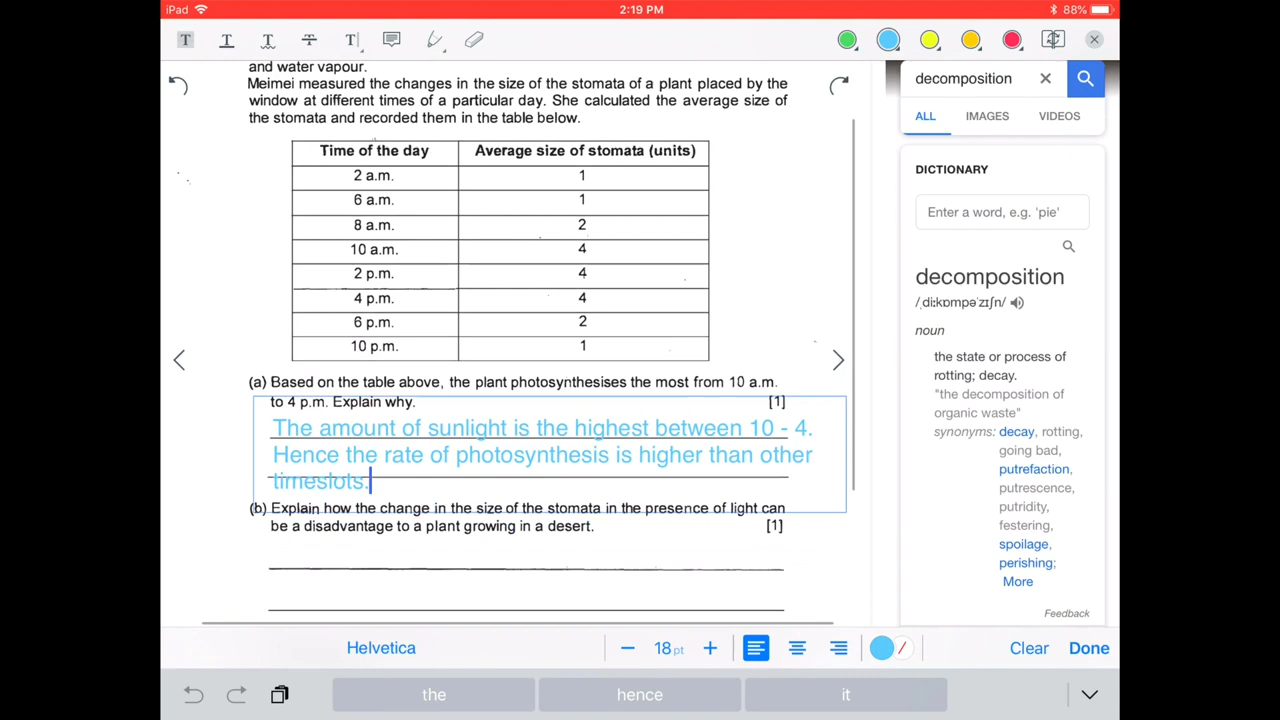 iPad
2:19 PM
88%
and water vapour.
Meimei measured the changes in the size of the stomata of a plant placed by the
window at different times of a particular day. She calculated the average size of
the stomata and recorded them in the table below.
Time of the day Average size of stomata (units)
2 a.m. 1
6 a.m. 1
8 a.m. 2
10 a.m. 4
2 p.m. 4
4 p.m. 4
6 p.m. 2
10 p.m. 1
(a) Based on the table above, the plant photosynthesises the most from 10 a.m.
to 4 p.m. Explain why. [1]
The amount of sunlight is the highest between 10 - 4.
Hence the rate of photosynthesis is higher than other
timeslots.
(b) Explain how the change in the size of the stomata in the presence of light can
be a disadvantage to a plant growing in a desert. [1]
decomposition
ALL IMAGES VIDEOS
DICTIONARY
Enter a word, e.g. 'pie'
decomposition
/ˌdiːkɒmpəˈzɪʃn/
noun
the state or process of
rotting; decay.
"the decomposition of
organic waste"
synonyms: decay, rotting,
going bad,
putrefaction,
putrescence,
putridity,
festering,
spoilage,
perishing;
More
Feedback
Helvetica
18 pt
Clear
Done
the
hence
it